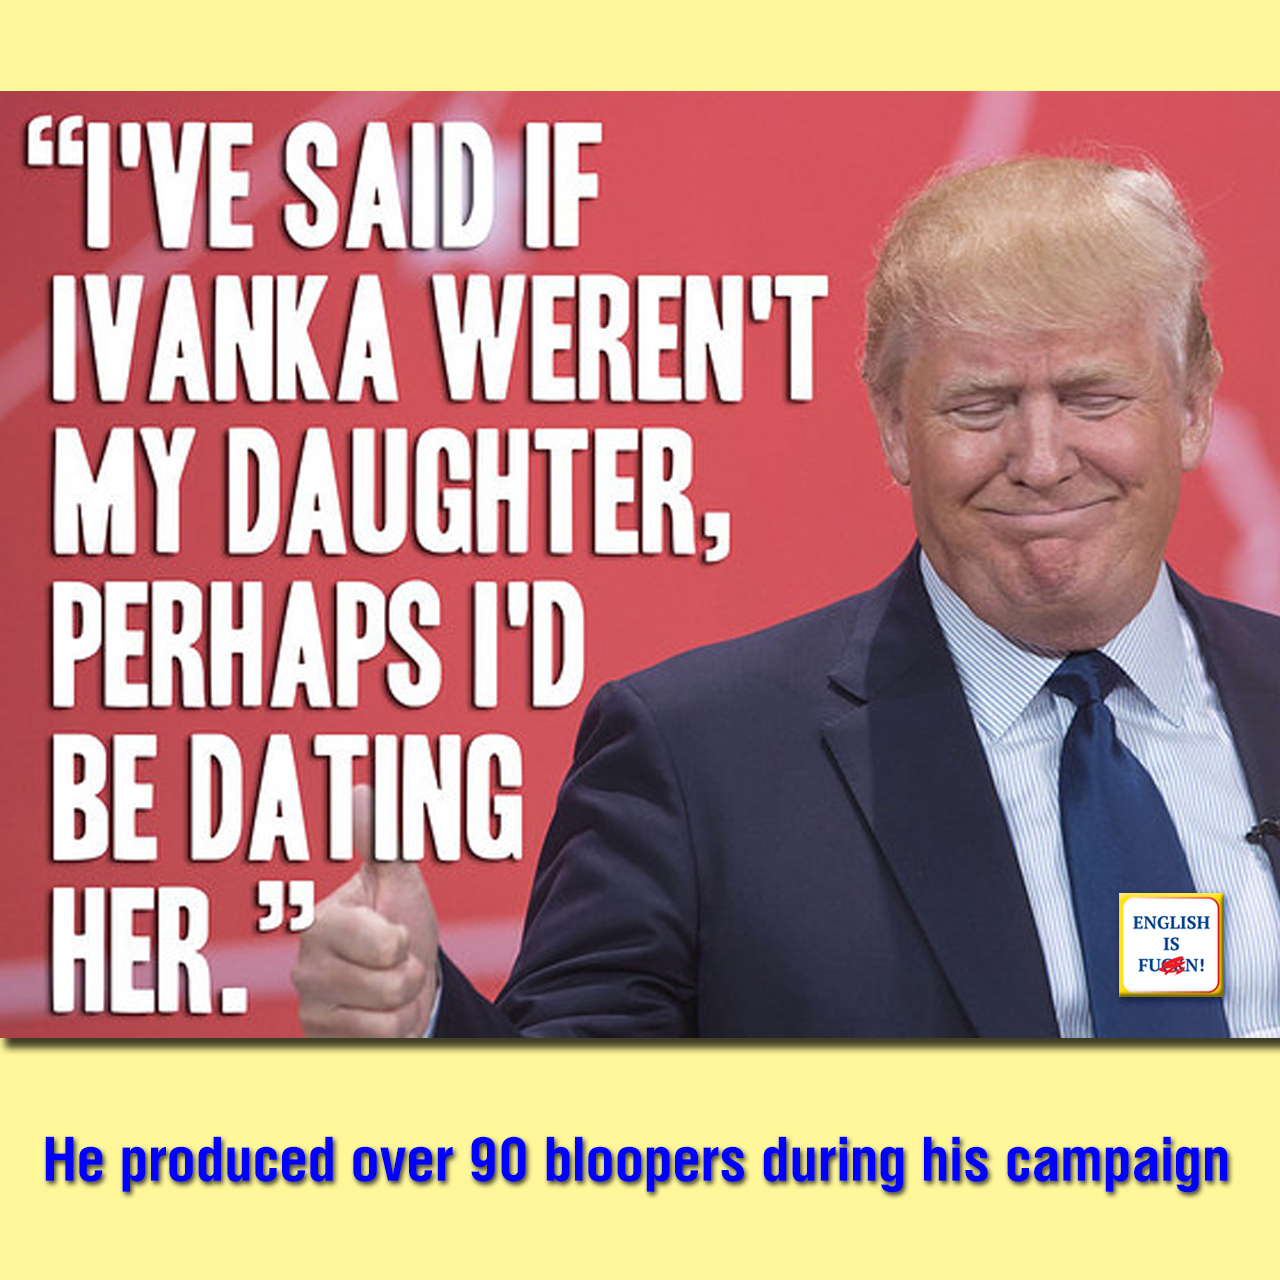 “I'VE SAID IF
IVANKA WEREN'T
MY DAUGHTER,
PERHAPS I'D
BE DATING
HER.”
ENGLISH
IS
FU N!
He produced over 90 bloopers during his campaign